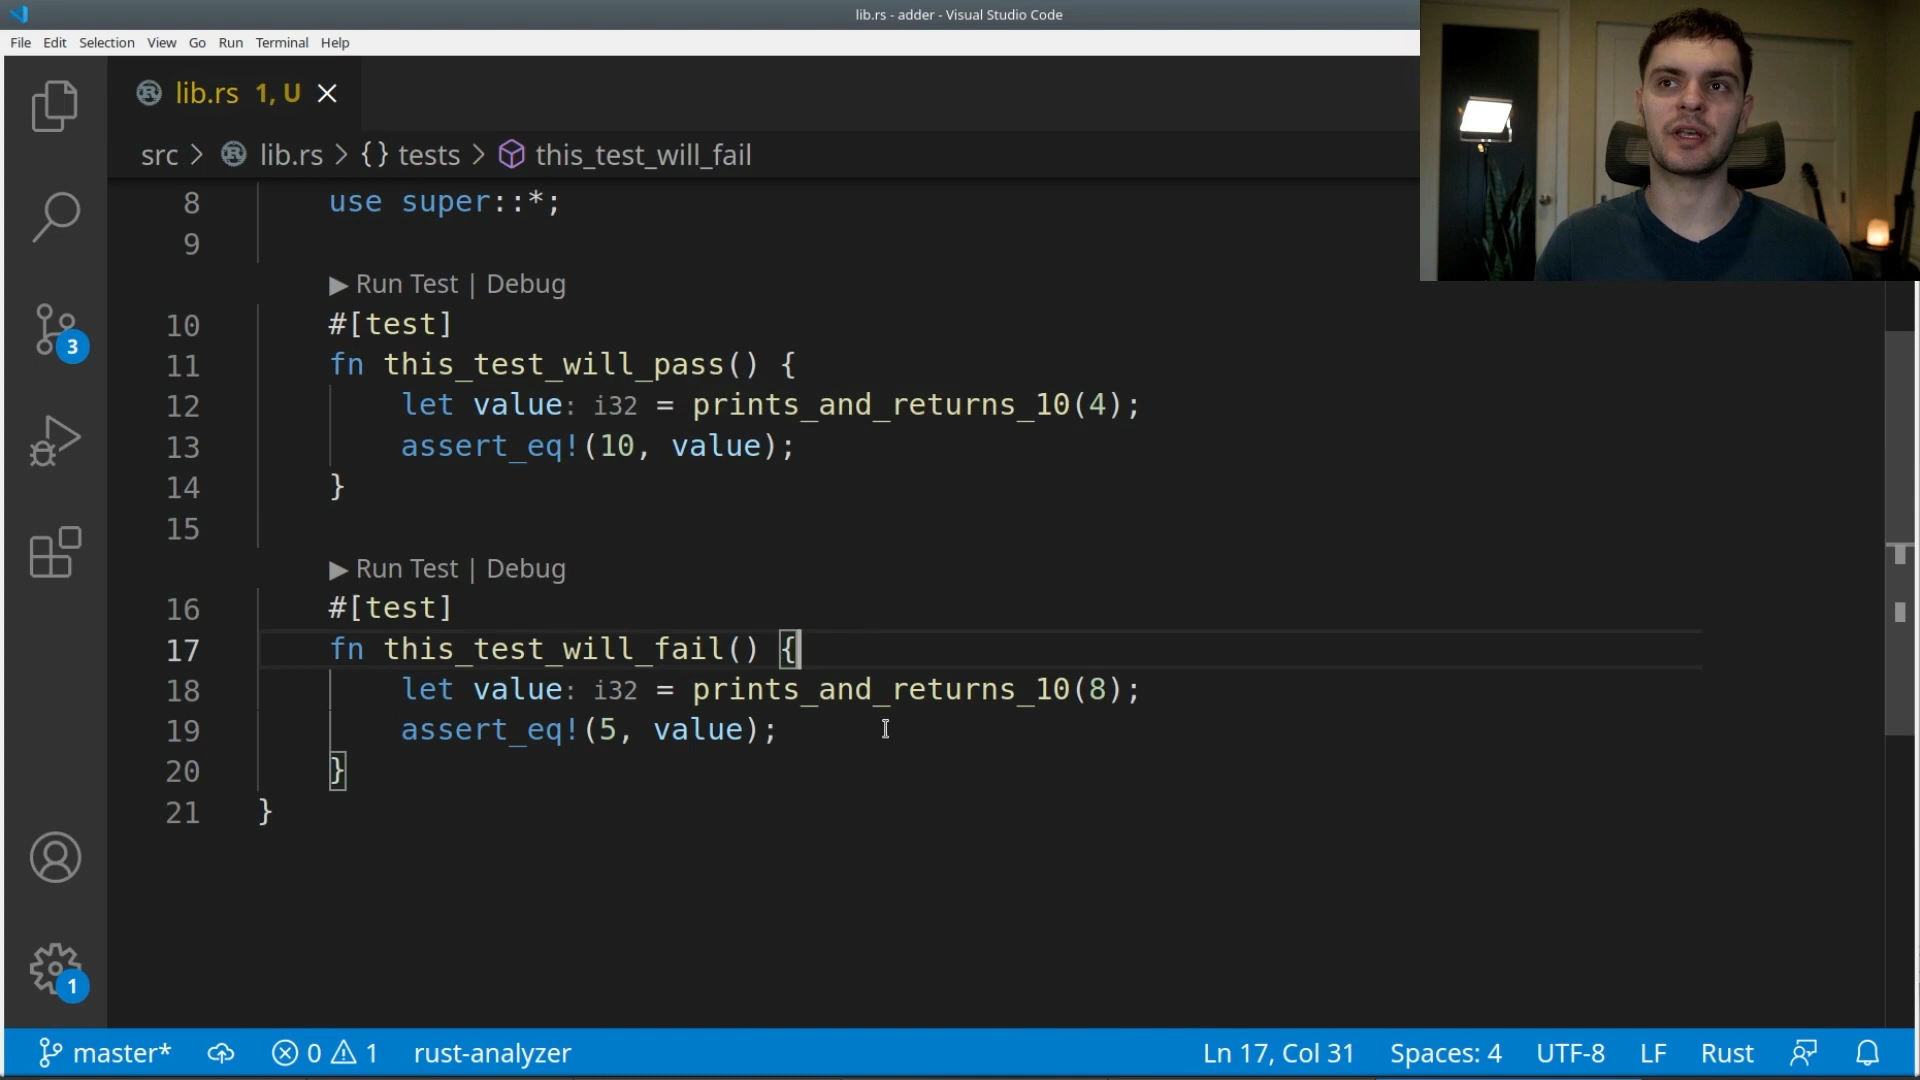 lib.rs - adder - Visual Studio Code
File Edit Selection View Go Run Terminal Help
lib.rs 1, U
src > lib.rs > {} tests > this_test_will_fail
8 use super::*;
9
▶ Run Test | Debug
10 #[test]
11 fn this_test_will_pass() {
12 let value: i32 = prints_and_returns_10(4);
13 assert_eq!(10, value);
14 }
15
▶ Run Test | Debug
16 #[test]
17 fn this_test_will_fail() {
18 let value: i32 = prints_and_returns_10(8);
19 assert_eq!(5, value);
20 }
21 }
3
1
master* 0 1 rust-analyzer Ln 17, Col 31 Spaces: 4 UTF-8 LF Rust